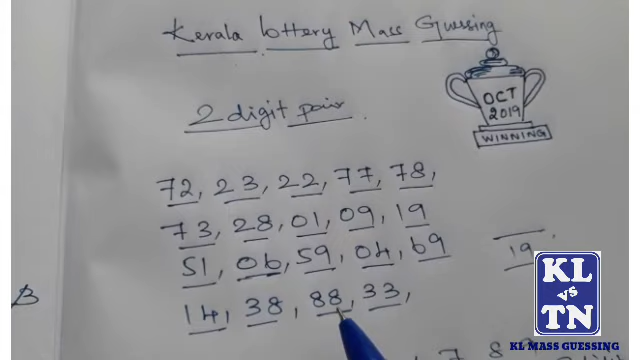 Kerala lottery Mass Guessing
2 digit pair
OCT
2019
WINNING
72, 23, 22, 77, 78,
73, 28, 01, 09, 19
51, 06, 59, 04, 69
14, 38, 88, 33,
19
KL
VS
TN
KL MASS GUESSING